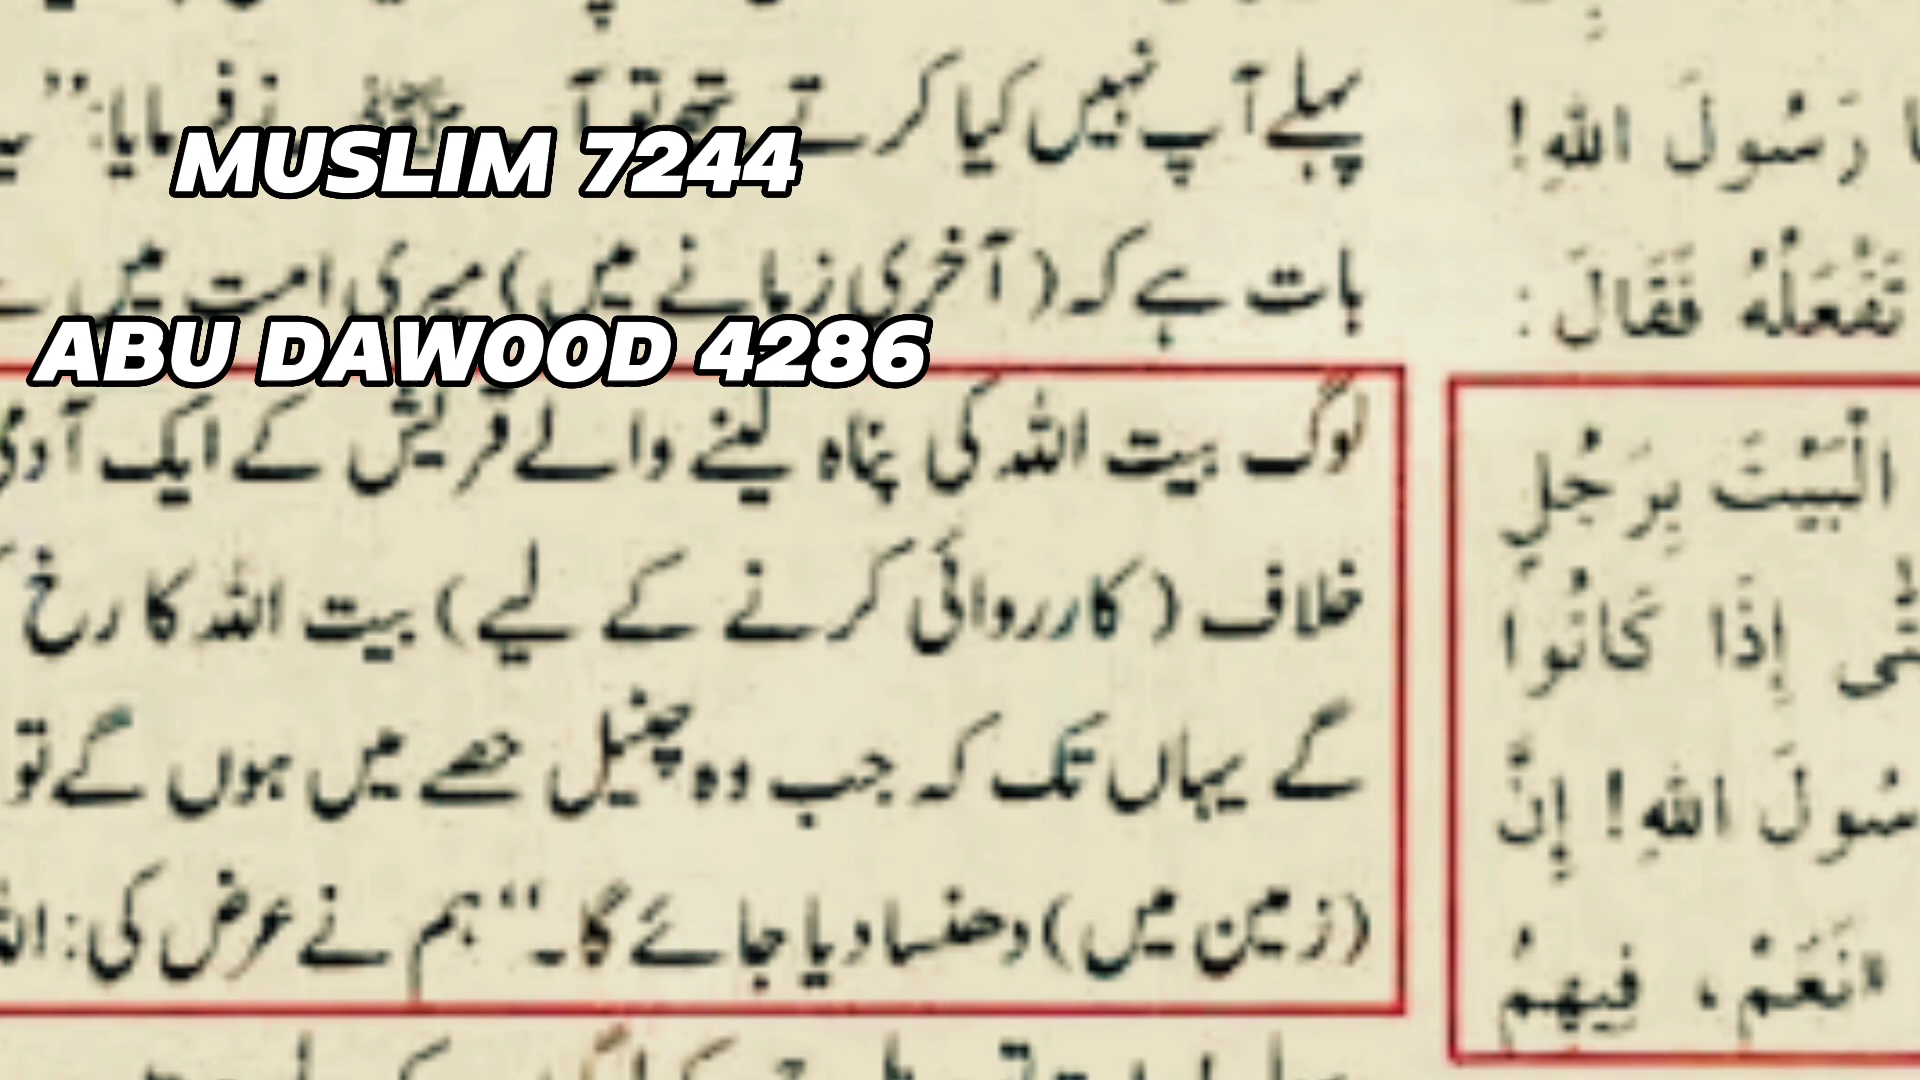 پہلے آپ نہیں کیا کرتے تھے تو آپ ﷺ نے فرمایا: ”یہ
MUSLIM 7244
بات ہے کہ (آخری زمانے میں) میری امت میں سے
ABU DAWOOD 4286
لوگ بیت اللہ کی پناہ لینے والے قریش کے ایک آدمی
خلاف (کارروائی کرنے کے لیے) بیت اللہ کا رخ
گے یہاں تک کہ جب وہ چٹیل حصے میں ہوں گے تو
(زمین میں) دھنسا دیا جائے گا۔“ ہم نے عرض کی:
رَسُولَ اللهِ!
تَفْعَلُهُ فَقَالَ:
الْبَيْتَ بِرَجُلٍ
إِذَا كَانُوا
اللهِ! إِنَّ
«نَعَمْ، فِيهِمُ